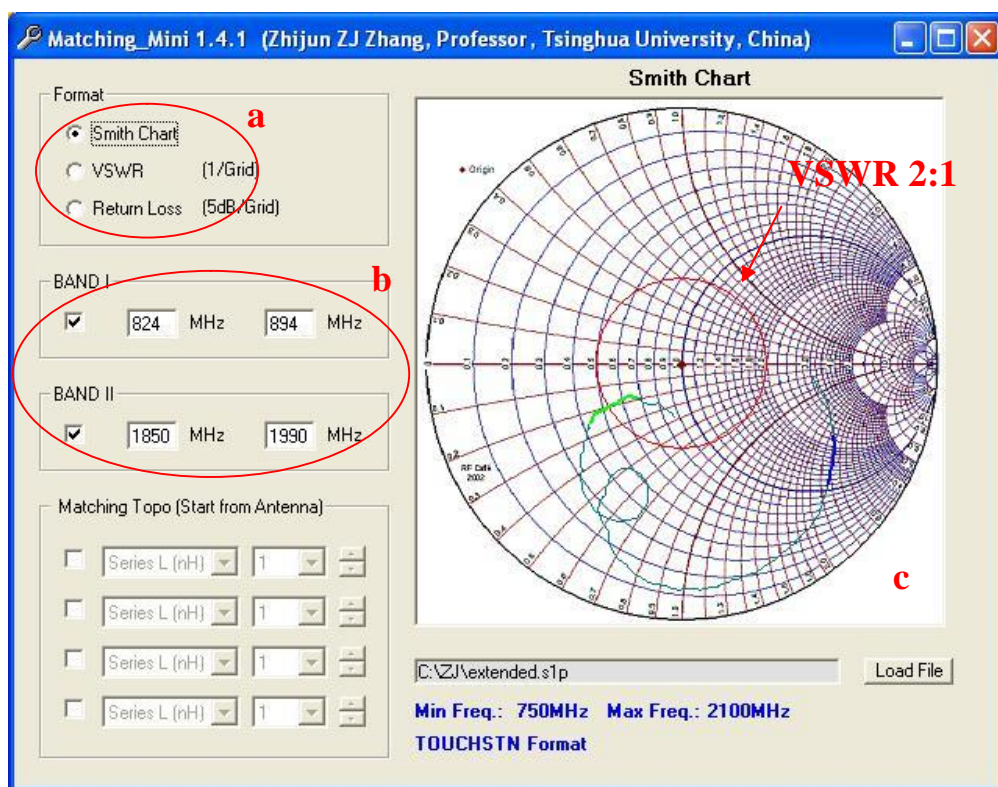 Matching_Mini 1.4.1 (Zhijun ZJ Zhang, Professor, Tsinghua University, China)
Format
a
Smith Chart
VSWR (1/Grid)
Return Loss (5dB/Grid)
BAND I
b
824 MHz 894 MHz
BAND II
1850 MHz 1990 MHz
Matching Topo (Start from Antenna)
Series L (nH) 1
Series L (nH) 1
Series L (nH) 1
Series L (nH) 1
Smith Chart
Origin
VSWR 2:1
RF Café
2002
c
C:\ZJ\extended.s1p
Load File
Min Freq.: 750MHz Max Freq.: 2100MHz
TOUCHSTN Format